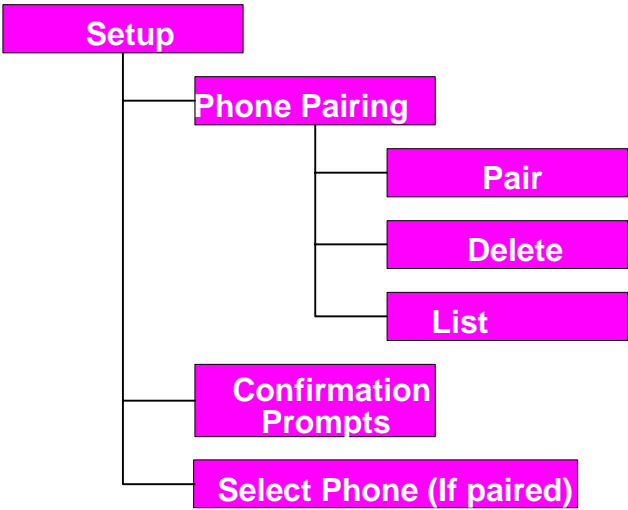 Setup
Phone Pairing
Pair
Delete
List
Confirmation
Prompts
Select Phone (If paired)